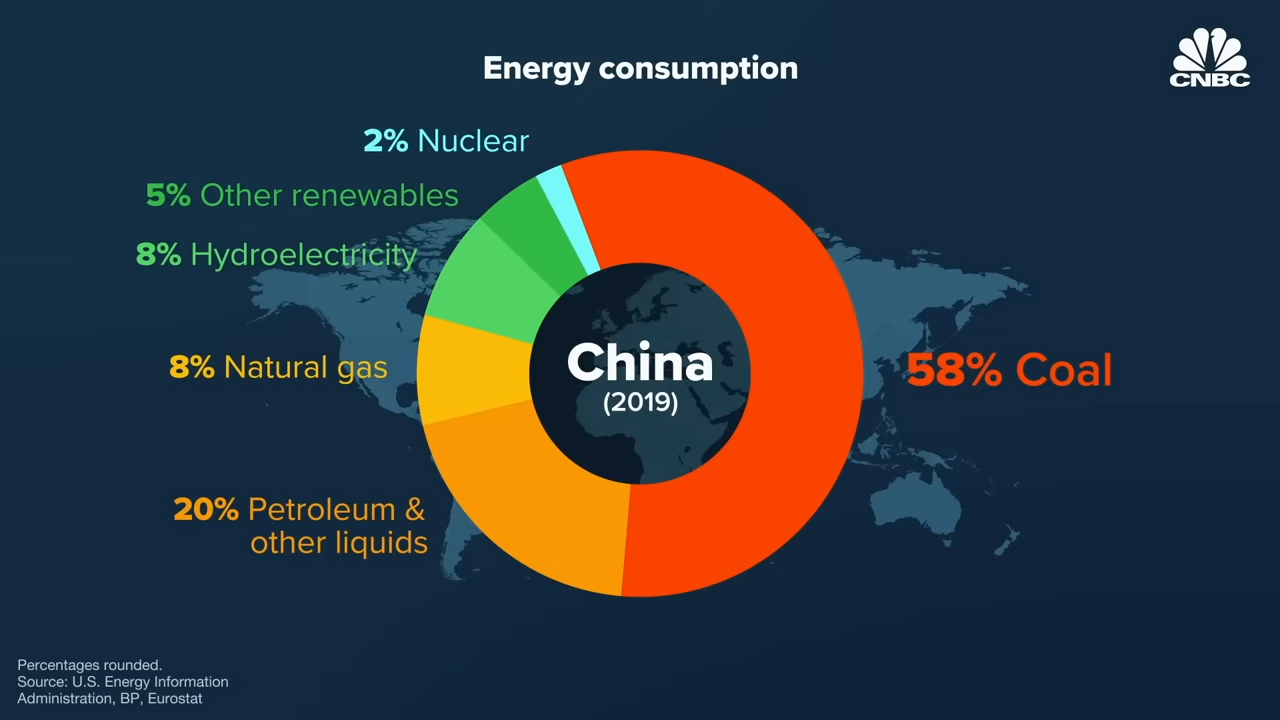 Energy consumption
CNBC
2% Nuclear
5% Other renewables
8% Hydroelectricity
8% Natural gas
China
(2019)
58% Coal
20% Petroleum &
other liquids
Percentages rounded.
Source: U.S. Energy Information
Administration, BP, Eurostat